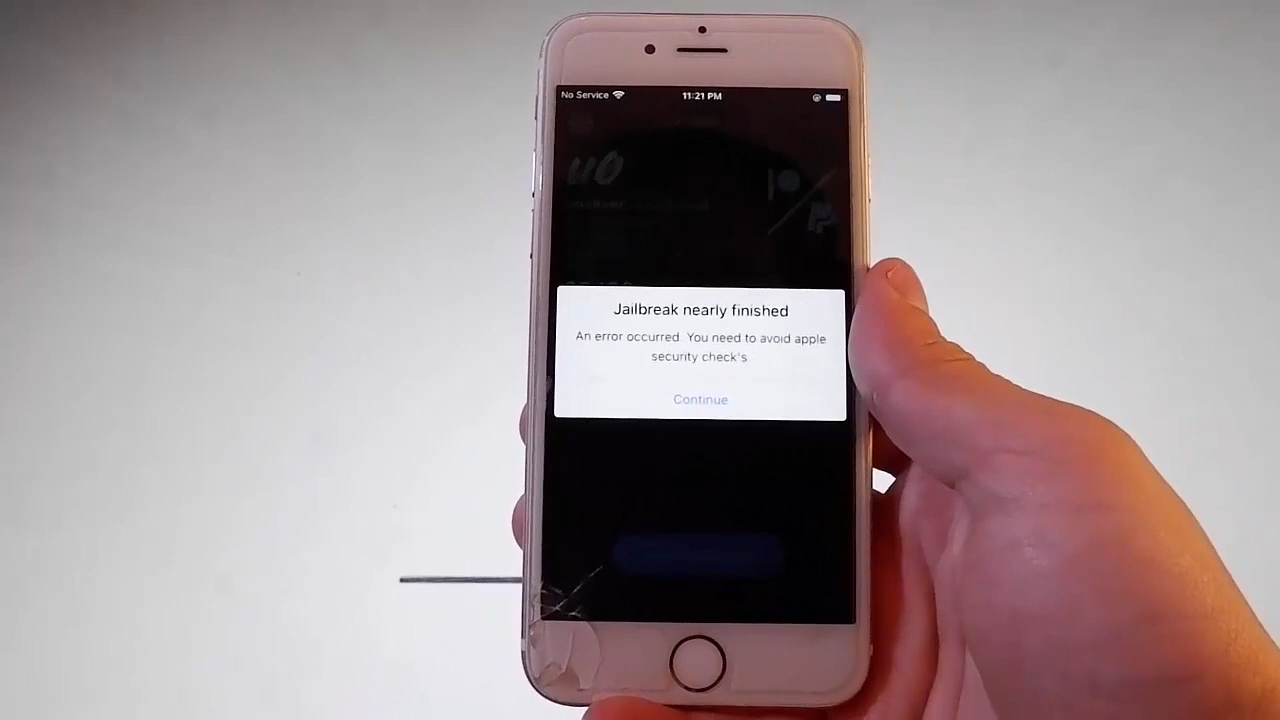 No Service
11:21 PM
u0
Jailbreak nearly finished
An error occurred. You need to avoid apple
security check's
Continue